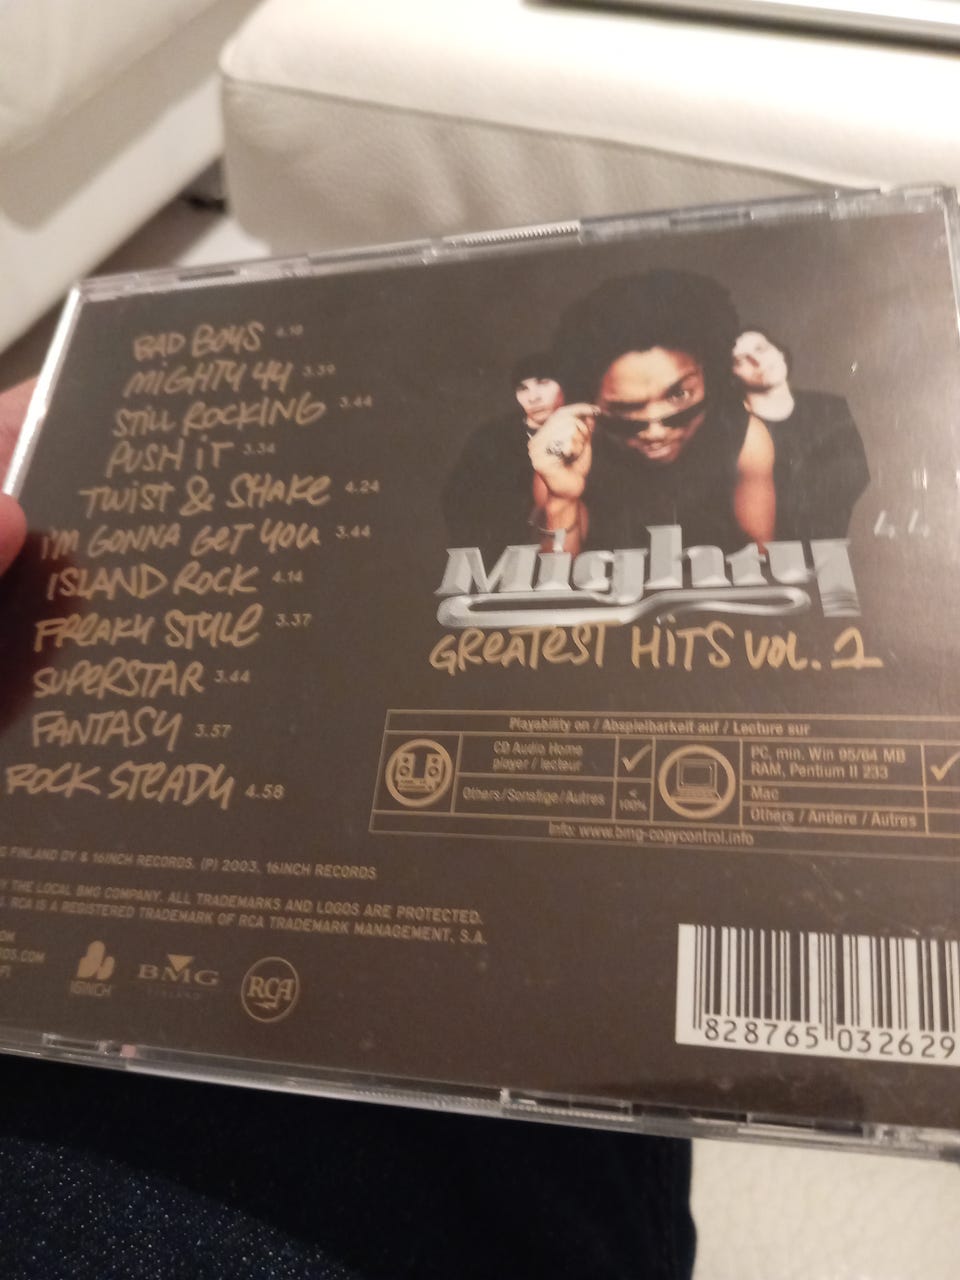 BAD BOYS 4.18
MIGHTY 44 3.39
STILL ROCKING 3.44
PUSH IT 3.34
TWIST & SHAKE 4.24
I'M GONNA GET YOU 3.44
ISLAND ROCK 4.14
FREAKY STYLE 3.37
SUPERSTAR 3.44
FANTASY 3.57
ROCK STEADY 4.58
Mighty 44
GREATEST HITS VOL. 1
Playability on / Abspielbarkeit auf / Lecture sur
CD Audio Home
player / lecteur
Others/Sonstige/Autres
<
100%
PC, min. Win 95/64 MB
RAM, Pentium II 233
Mac
Others / Andere / Autres
Info: www.bmg-copycontrol.info
FINLAND OY & 16INCH RECORDS. (P) 2003, 16INCH RECORDS
THE LOCAL BMG COMPANY. ALL TRADEMARKS AND LOGOS ARE PROTECTED.
RCA IS A REGISTERED TRADEMARK OF RCA TRADEMARK MANAGEMENT, S.A.
16INCH
BMG
FINLAND
RCA
828765 032629